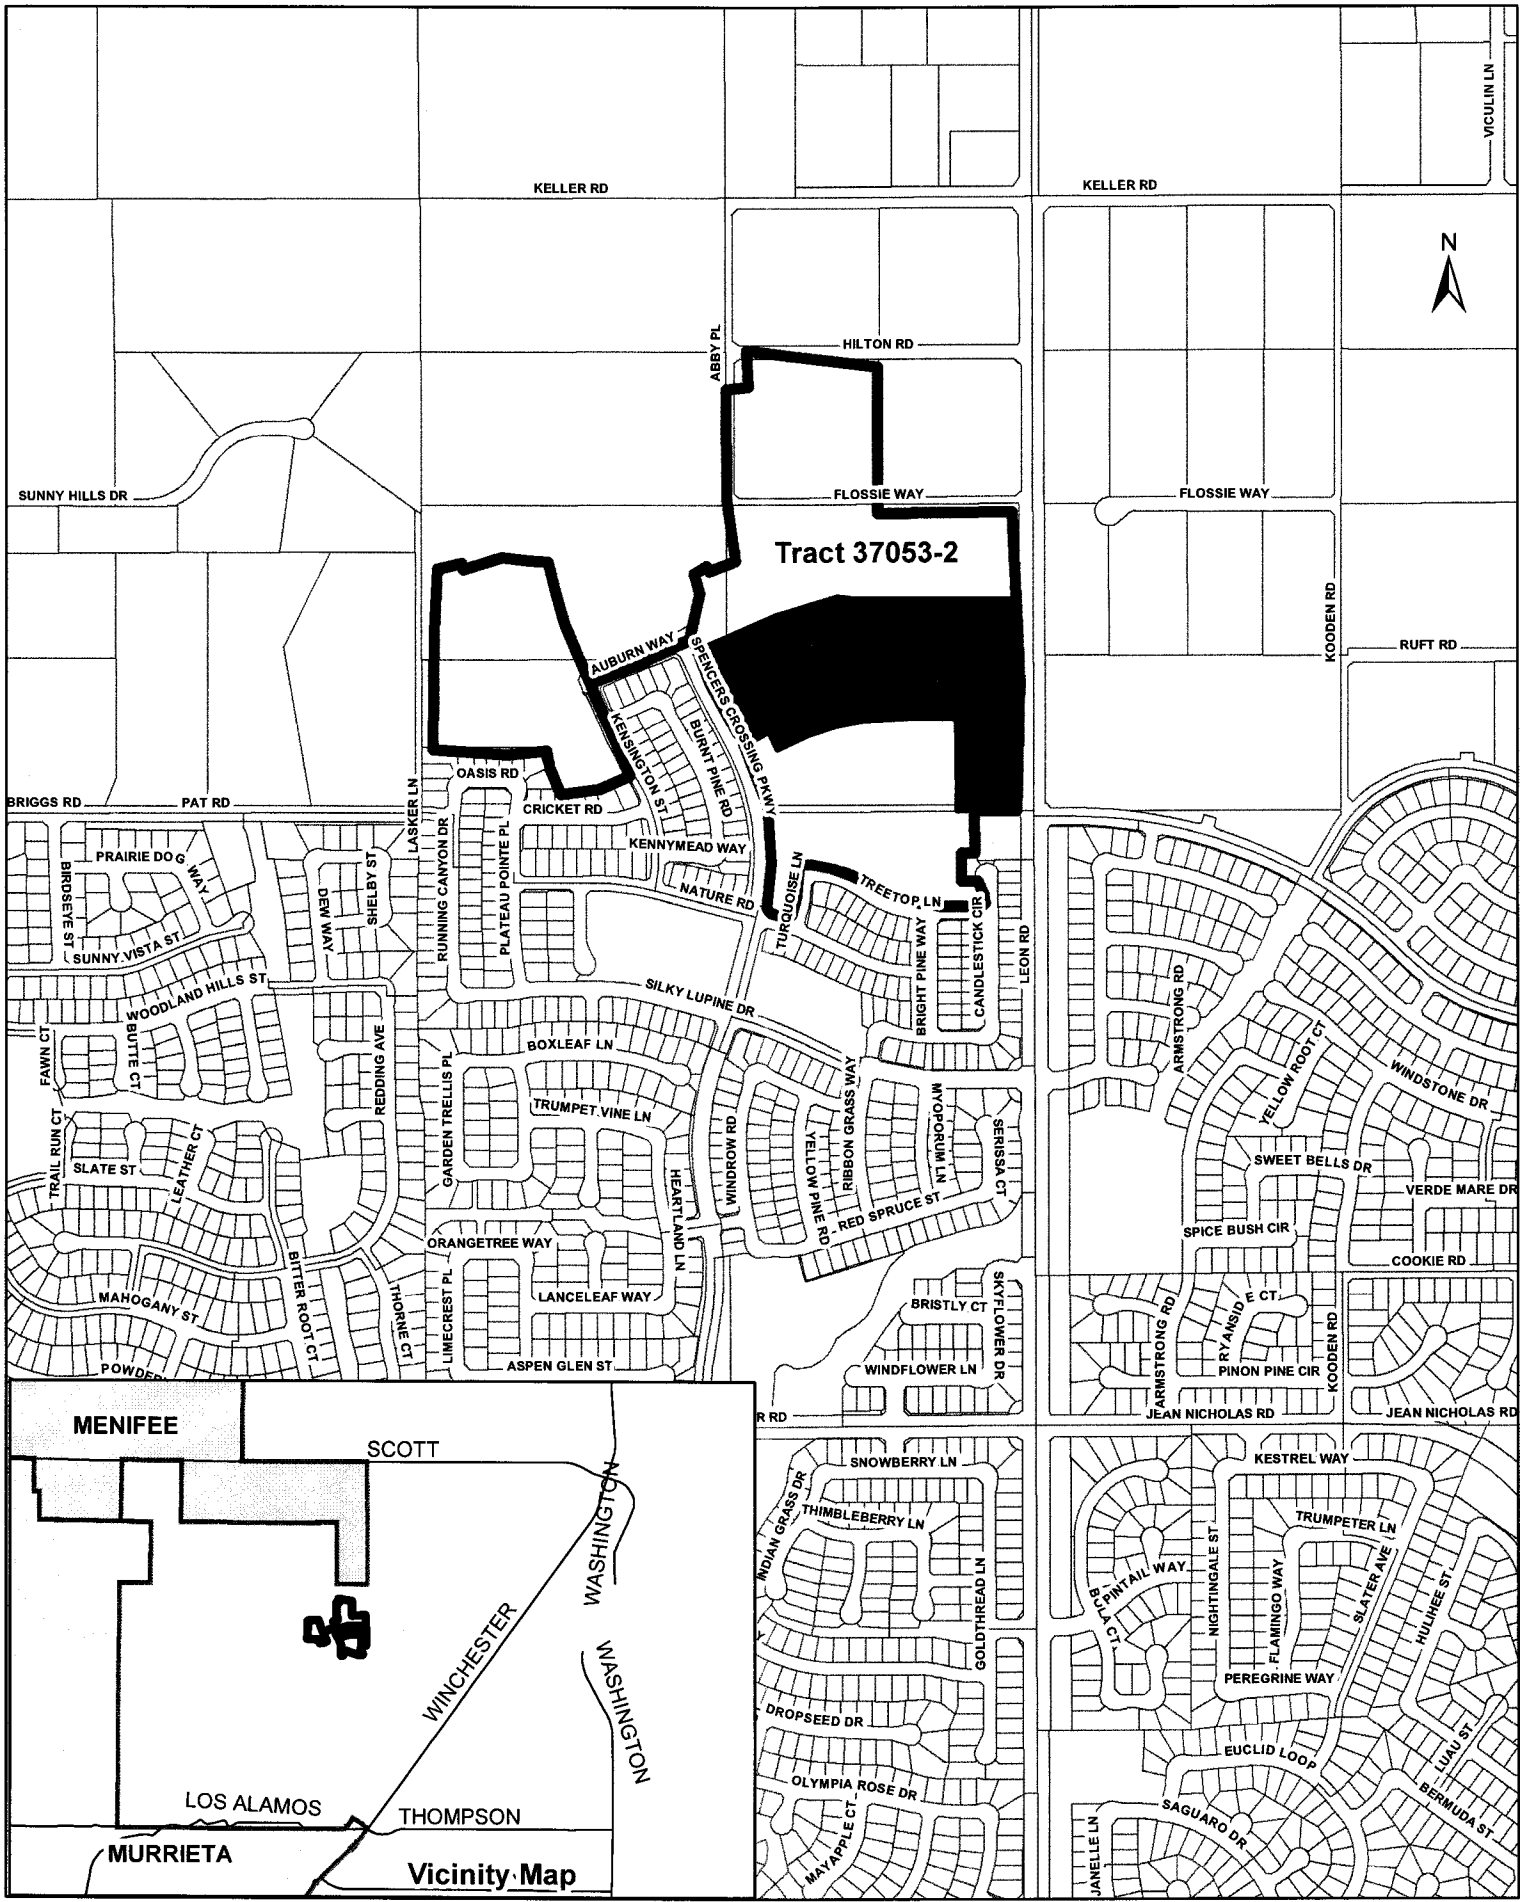 VICULIN LN
KELLER RD
KELLER RD
N
ABBY PL
HILTON RD
SUNNY HILLS DR
FLOSSIE WAY
FLOSSIE WAY
Tract 37053-2
KOODEN RD
AUBURN WAY
RUFT RD
SPENCERS CROSSING PKWY
KENSINGTON ST
BURNT PINE RD
OASIS RD
BRIGGS RD
PAT RD
LASKER LN
CRICKET RD
KENNYMEAD WAY
PRAIRIE DOG WAY
BIRDSEYE ST
DEW WAY
SHELBY ST
RUNNING CANYON DR
PLATEAU POINTE PL
NATURE RD
TURQUOISE LN
TREETOP LN
BRIGHT PINE WAY
CANDLESTICK CIR
LEON RD
SUNNY VISTA ST
WOODLAND HILLS ST
SILKY LUPINE DR
ARMSTRONG RD
FAWN CT
BUTTE CT
REDDING AVE
BOXLEAF LN
YELLOW ROOT CT
WINDSTONE DR
GARDEN TRELLIS PL
TRUMPET VINE LN
WINDROW RD
YELLOW PINE RD
RIBBON GRASS WAY
MYOPORUM LN
SERISSA CT
TRAIL RUN CT
SLATE ST
LEATHER CT
HEARTLAND LN
RED SPRUCE ST
SWEET BELLS DR
VERDE MARE DR
SPICE BUSH CIR
COOKIE RD
ORANGETREE WAY
BITTER ROOT CT
THORNE CT
LIMECREST PL
LANCELEAF WAY
MAHOGANY ST
BRISTLY CT
SKYFLOWER DR
ARMSTRONG RD
RYANSIDE CT
KOODEN RD
POWDER
ASPEN GLEN ST
WINDFLOWER LN
PINON PINE CIR
R RD
JEAN NICHOLAS RD
JEAN NICHOLAS RD
MENIFEE
SCOTT
WASHINGTON
WASHINGTON
WINCHESTER
LOS ALAMOS
THOMPSON
MURRIETA
Vicinity Map
SNOWBERRY LN
KESTREL WAY
INDIAN GRASS DR
THIMBLEBERRY LN
TRUMPETER LN
GOLDTHREAD LN
BULA CT
PINTAIL WAY
NIGHTINGALE ST
FLAMINGO WAY
SLATER AVE
HULIHEE ST
Y
PEREGRINE WAY
DROPSEED DR
EUCLID LOOP
LUAU ST
OLYMPIA ROSE DR
BERMUDA ST
MAYAPPLE CT
SAGUARO DR
JANELLE LN